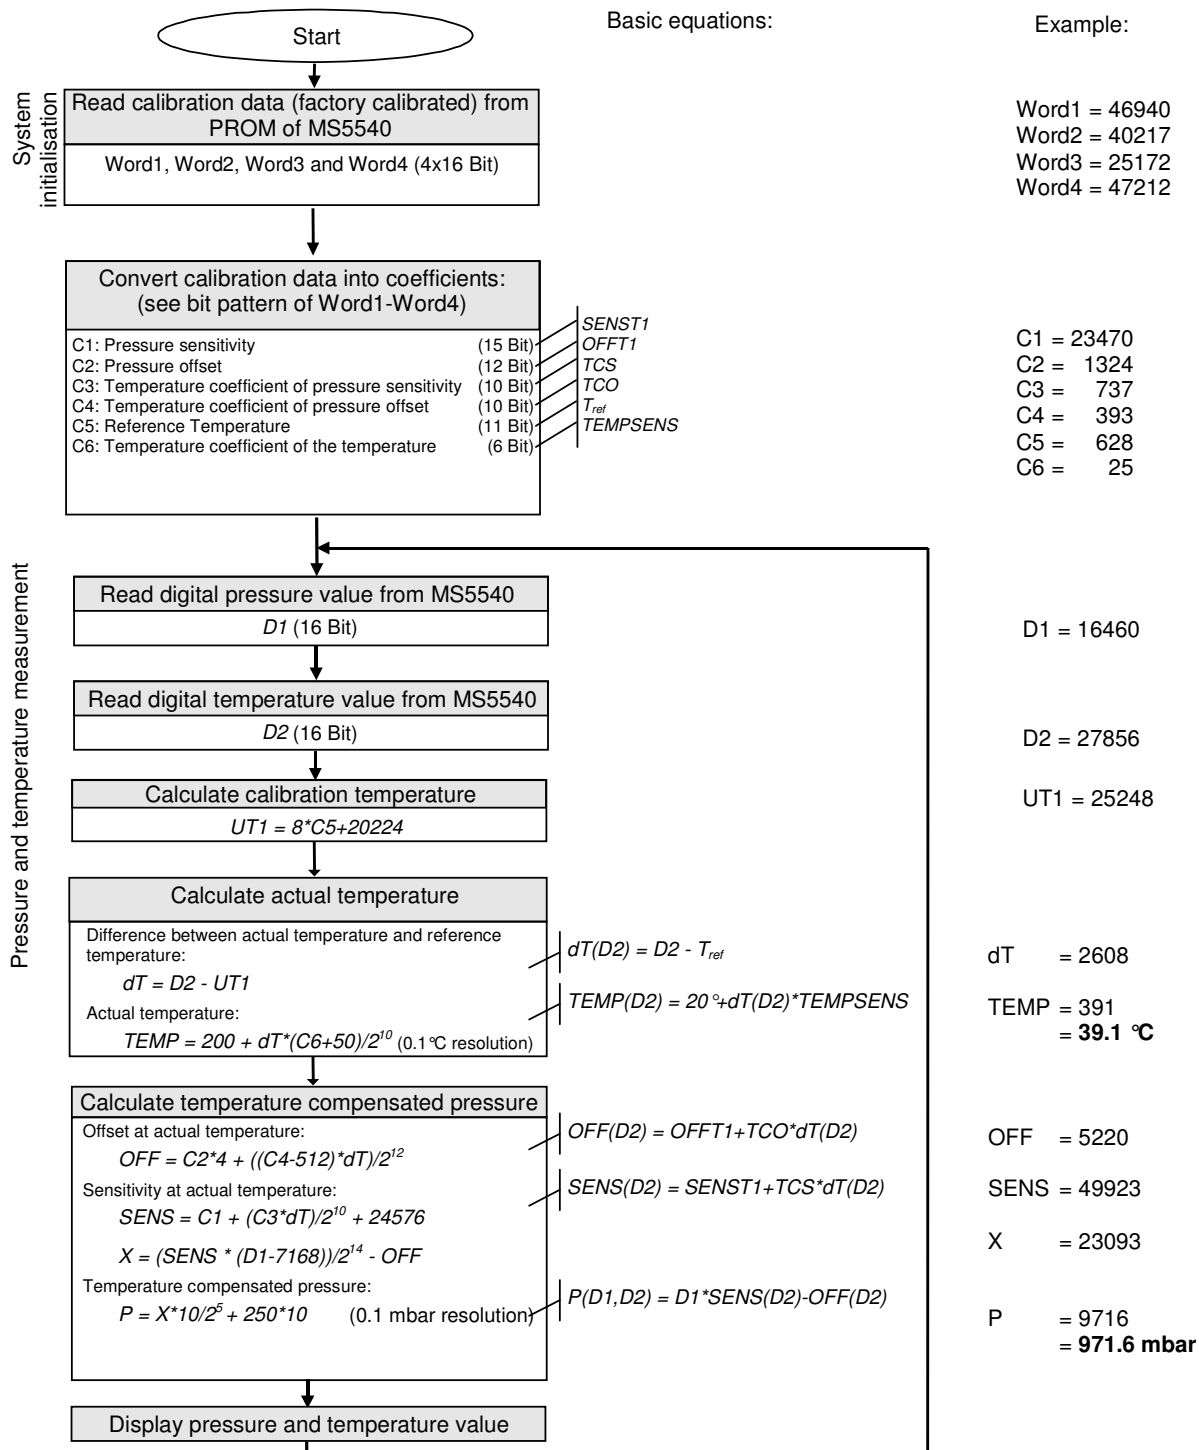 Start
Basic equations:
Example:
System
initialisation
Read calibration data (factory calibrated) from
PROM of MS5540
Word1, Word2, Word3 and Word4 (4x16 Bit)
Word1 = 46940
Word2 = 40217
Word3 = 25172
Word4 = 47212
Convert calibration data into coefficients:
(see bit pattern of Word1-Word4)
C1: Pressure sensitivity (15 Bit) SENST1
C2: Pressure offset (12 Bit) OFFT1
C3: Temperature coefficient of pressure sensitivity (10 Bit) TCS
C4: Temperature coefficient of pressure offset (10 Bit) TCO
C5: Reference Temperature (11 Bit) Tref
C6: Temperature coefficient of the temperature (6 Bit) TEMPSENS
C1 = 23470
C2 = 1324
C3 = 737
C4 = 393
C5 = 628
C6 = 25
Pressure and temperature measurement
Read digital pressure value from MS5540
D1 (16 Bit)
D1 = 16460
Read digital temperature value from MS5540
D2 (16 Bit)
D2 = 27856
Calculate calibration temperature
UT1 = 8*C5+20224
UT1 = 25248
Calculate actual temperature
Difference between actual temperature and reference
temperature:
dT = D2 - UT1
dT(D2) = D2 - Tref
dT = 2608
Actual temperature:
TEMP = 200 + dT*(C6+50)/2^10 (0.1°C resolution)
TEMP(D2) = 20°+dT(D2)*TEMPSENS
TEMP = 391
= 39.1 °C
Calculate temperature compensated pressure
Offset at actual temperature:
OFF = C2*4 + ((C4-512)*dT)/2^12
OFF(D2) = OFFT1+TCO*dT(D2)
OFF = 5220
Sensitivity at actual temperature:
SENS = C1 + (C3*dT)/2^10 + 24576
SENS(D2) = SENST1+TCS*dT(D2)
SENS = 49923
X = (SENS * (D1-7168))/2^14 - OFF
X = 23093
Temperature compensated pressure:
P = X*10/2^5 + 250*10 (0.1 mbar resolution)
P(D1,D2) = D1*SENS(D2)-OFF(D2)
P = 9716
= 971.6 mbar
Display pressure and temperature value